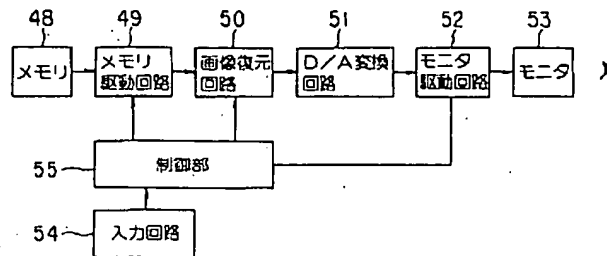 48
49
50
51
52
53
メモリ
メモリ
駆動回路
画像復元
回路
D/A変換
回路
モニタ
駆動回路
モニタ
55
制御部
54
入力回路